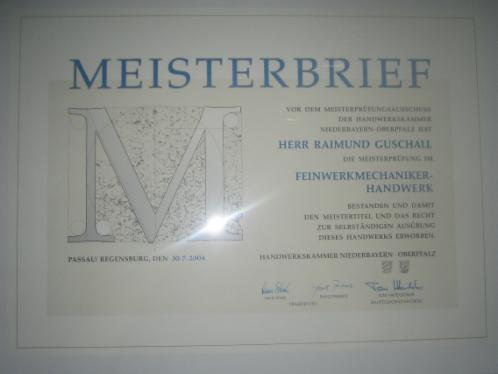 MEISTERBRIEF
VOR DEM MEISTERPRÜFUNGSAUSSCHUSS
DER HANDWERKSKAMMER
NIEDERBAYERN-OBERPFALZ HAT
HERR RAIMUND GUSCHALL
DIE MEISTERPRÜFUNG IM
FEINWERKMECHANIKER-
HANDWERK
BESTANDEN UND DAMIT
DEN MEISTERTITEL UND DAS RECHT
ZUR SELBSTÄNDIGEN AUSÜBUNG
DIESES HANDWERKS ERWORBEN.
M
PASSAU/REGENSBURG, DEN 30.7.2004
HANDWERKSKAMMER NIEDERBAYERN-OBERPFALZ